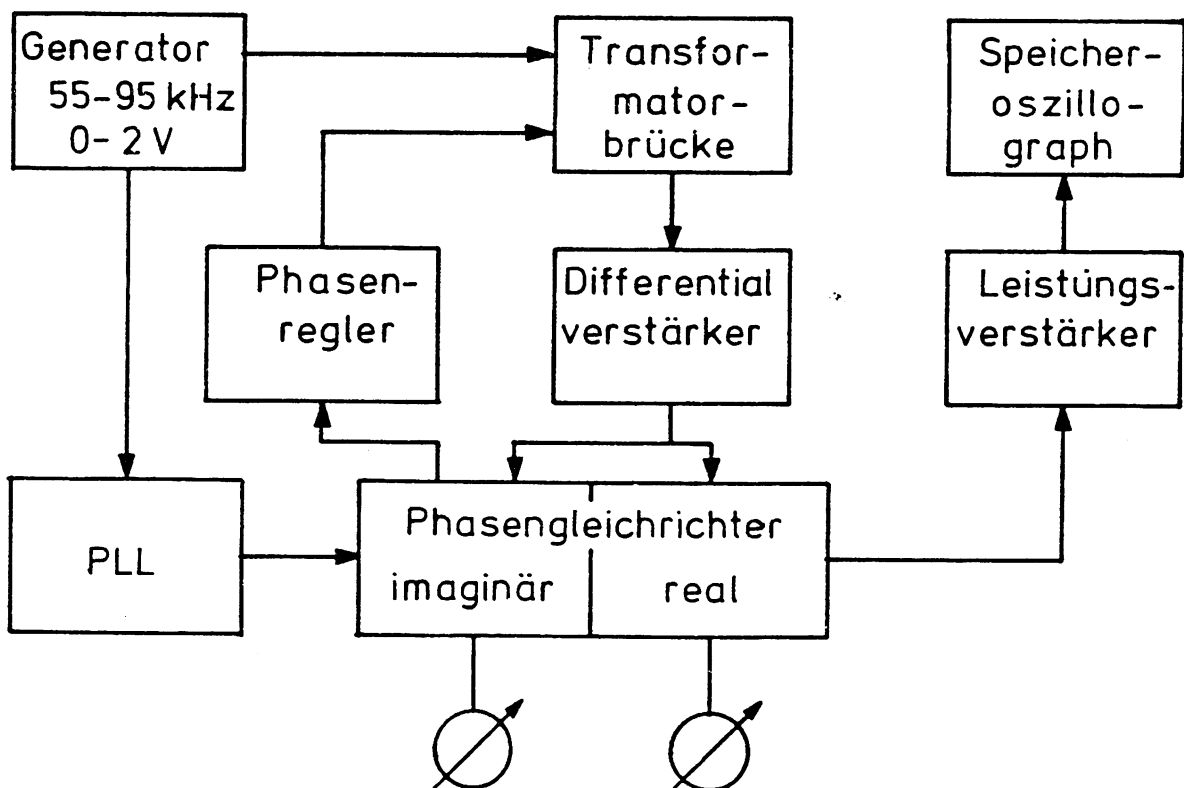 Generator
55-95 kHz
0-2 V
Transfor-
mator-
brücke
Speicher-
oszillo-
graph
Phasen-
regler
Differential
verstärker
Leistüngs-
verstärker
PLL
Phasengleichrichter
imaginär
real